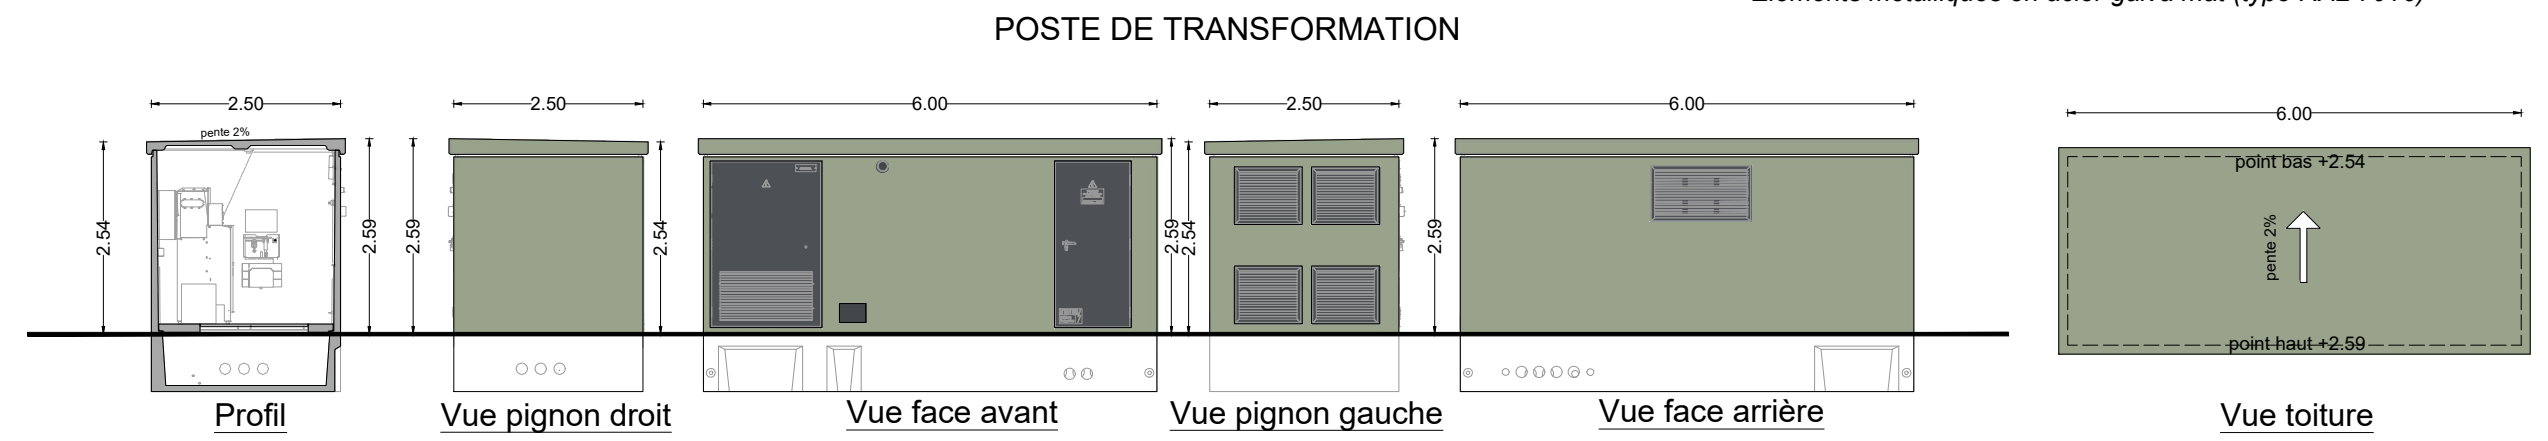 POSTE DE TRANSFORMATION
2.50
2.50
6.00
2.50
6.00
6.00
pente 2%
2.54
2.59
2.59
2.54
2.59
2.54
2.59
point bas +2.54
pente 2%
point haut +2.59
Profil
Vue pignon droit
Vue face avant
Vue pignon gauche
Vue face arrière
Vue toiture